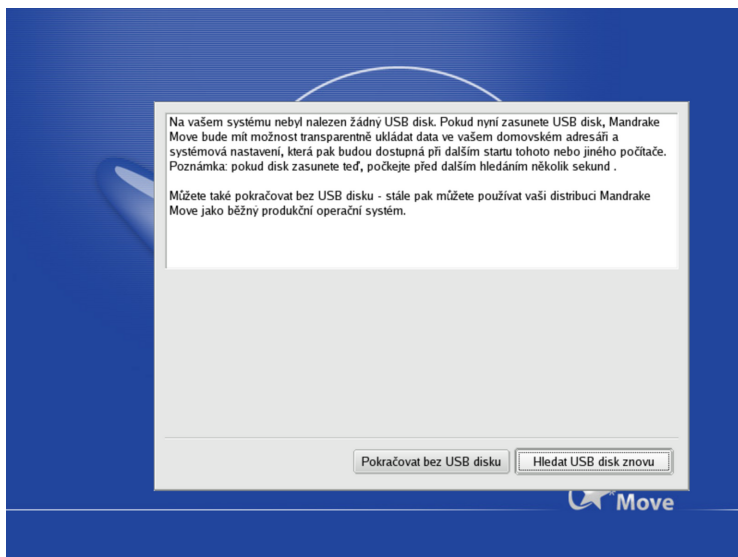 Na vašem systému nebyl nalezen žádný USB disk. Pokud nyní zasunete USB disk, Mandrake
Move bude mít možnost transparentně ukládat data ve vašem domovském adresáři a
systémová nastavení, která pak budou dostupná při dalším startu tohoto nebo jiného počítače.
Poznámka: pokud disk zasunete teď, počkejte před dalším hledáním několik sekund .
Můžete také pokračovat bez USB disku - stále pak můžete používat vaši distribuci Mandrake
Move jako běžný produkční operační systém.
Pokračovat bez USB disku
Hledat USB disk znovu
Move